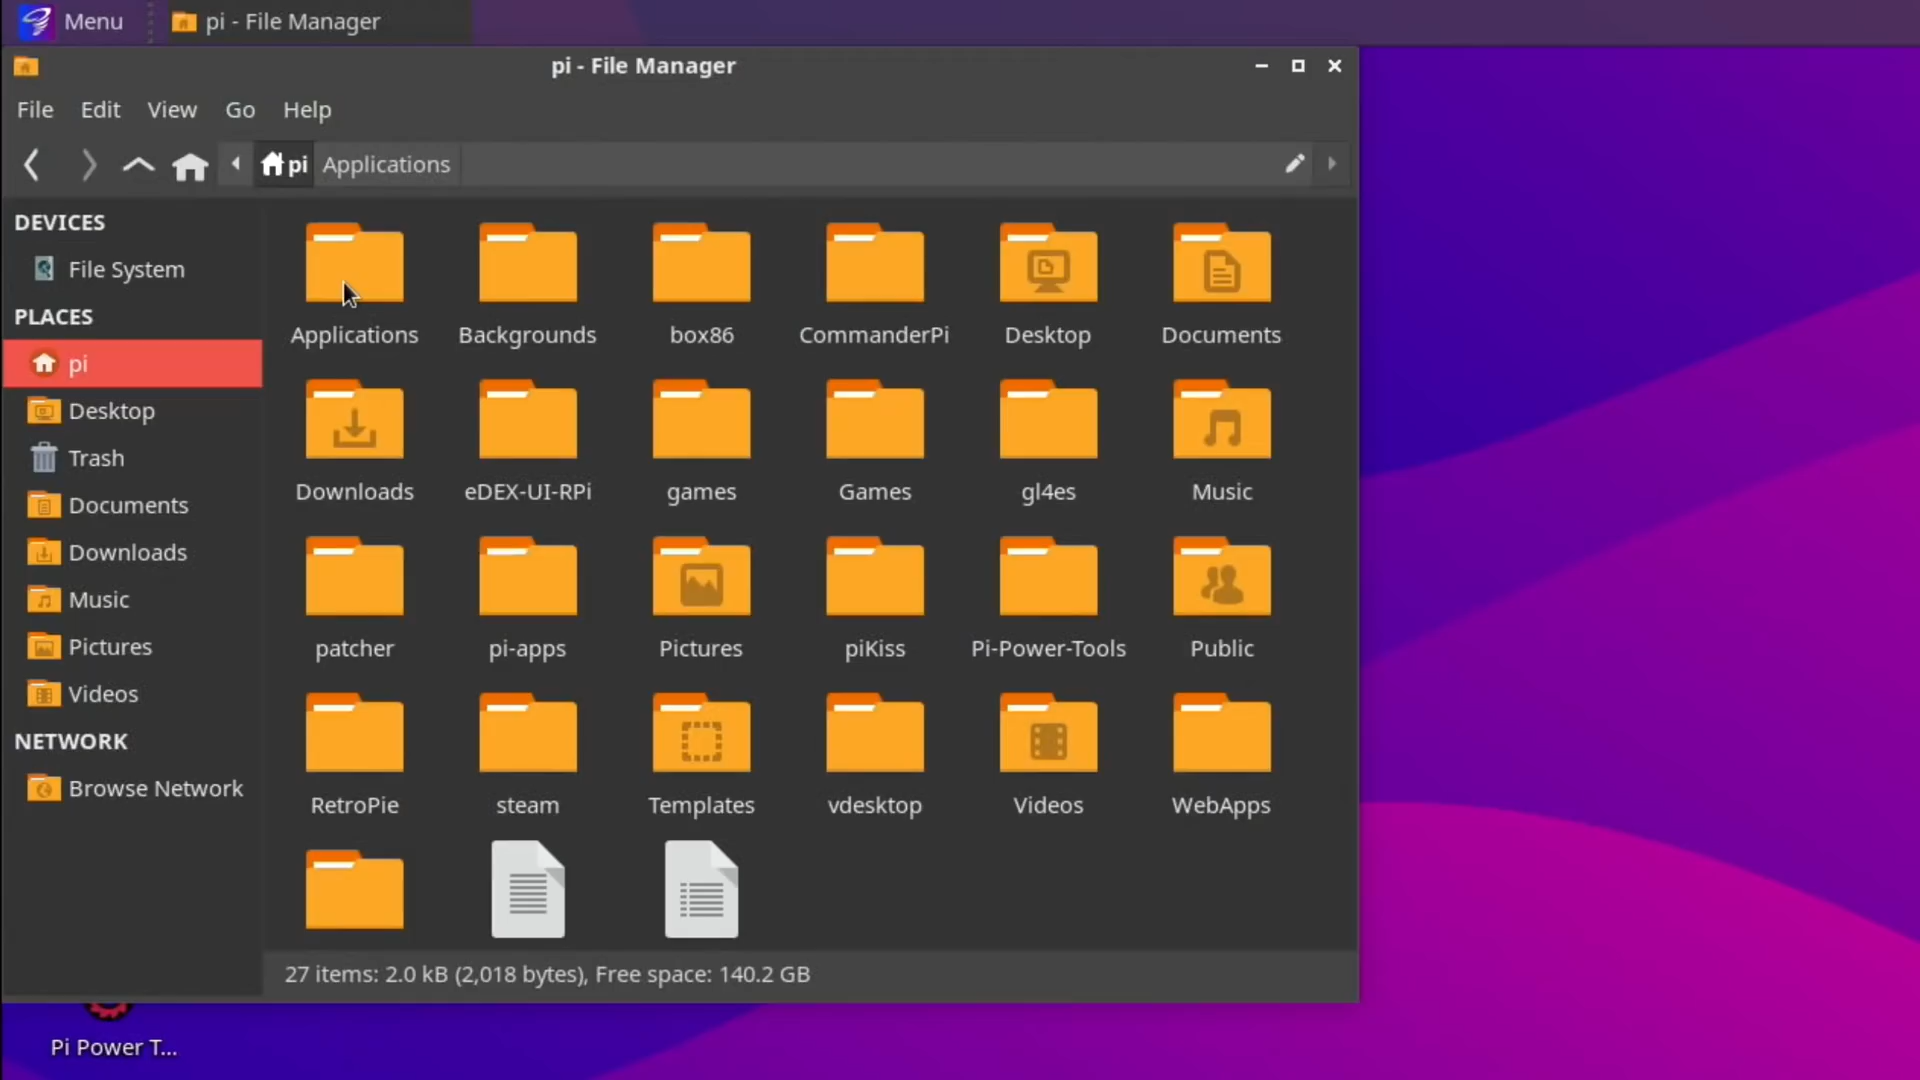 Menu
pi - File Manager
pi - File Manager
File Edit View Go Help
pi Applications
DEVICES
File System
PLACES
pi
Desktop
Trash
Documents
Downloads
Music
Pictures
Videos
NETWORK
Browse Network
Applications Backgrounds box86 CommanderPi Desktop Documents
Downloads eDEX-UI-RPi games Games gl4es Music
patcher pi-apps Pictures piKiss Pi-Power-Tools Public
RetroPie steam Templates vdesktop Videos WebApps
27 items: 2.0 kB (2,018 bytes), Free space: 140.2 GB
Pi Power T...